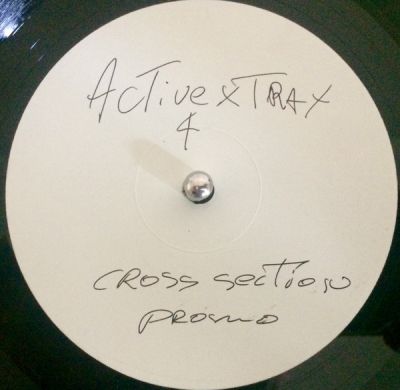 ActivexTRAX
4
cross section
promo